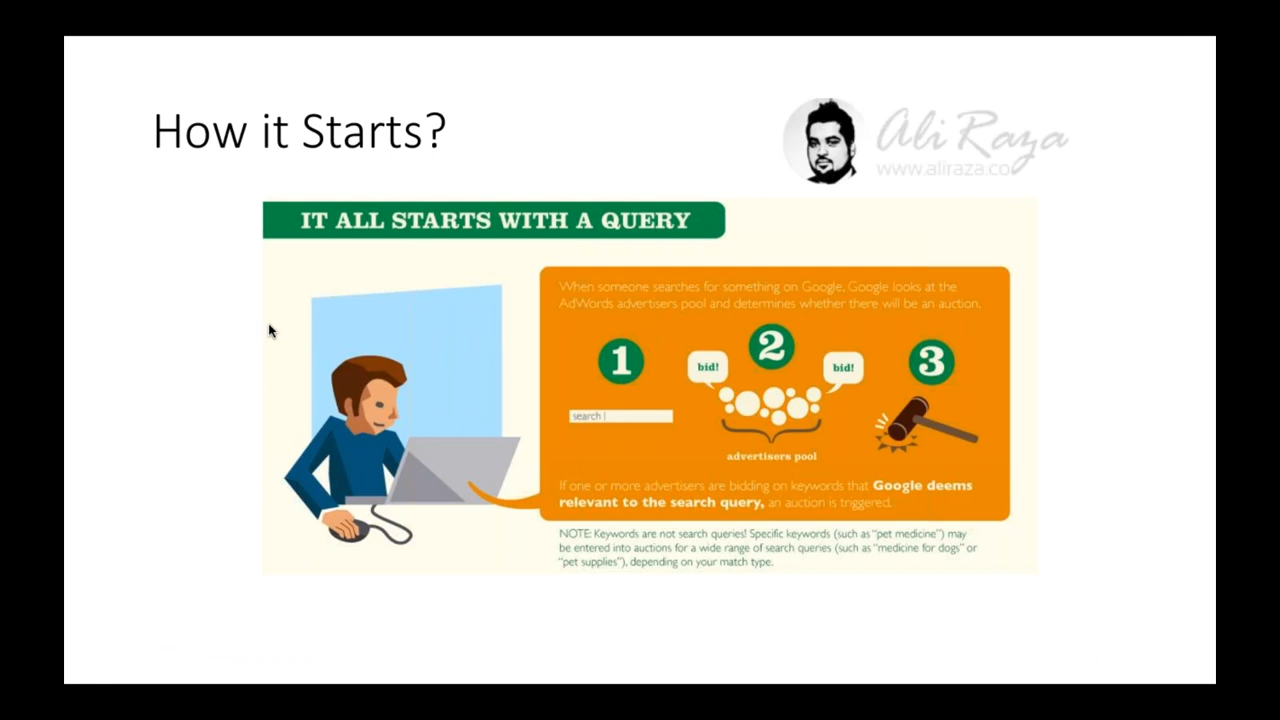 How it Starts?
Ali Raza
www.aliraza.co
IT ALL STARTS WITH A QUERY
When someone searches for something on Google, Google looks at the
AdWords advertisers pool and determines whether there will be an auction.
1
2
3
bid!
bid!
search |
advertisers pool
If one or more advertisers are bidding on keywords that Google deems
relevant to the search query, an auction is triggered.
NOTE: Keywords are not search queries! Specific keywords (such as "pet medicine") may
be entered into auctions for a wide range of search queries (such as "medicine for dogs" or
"pet supplies"), depending on your match type.